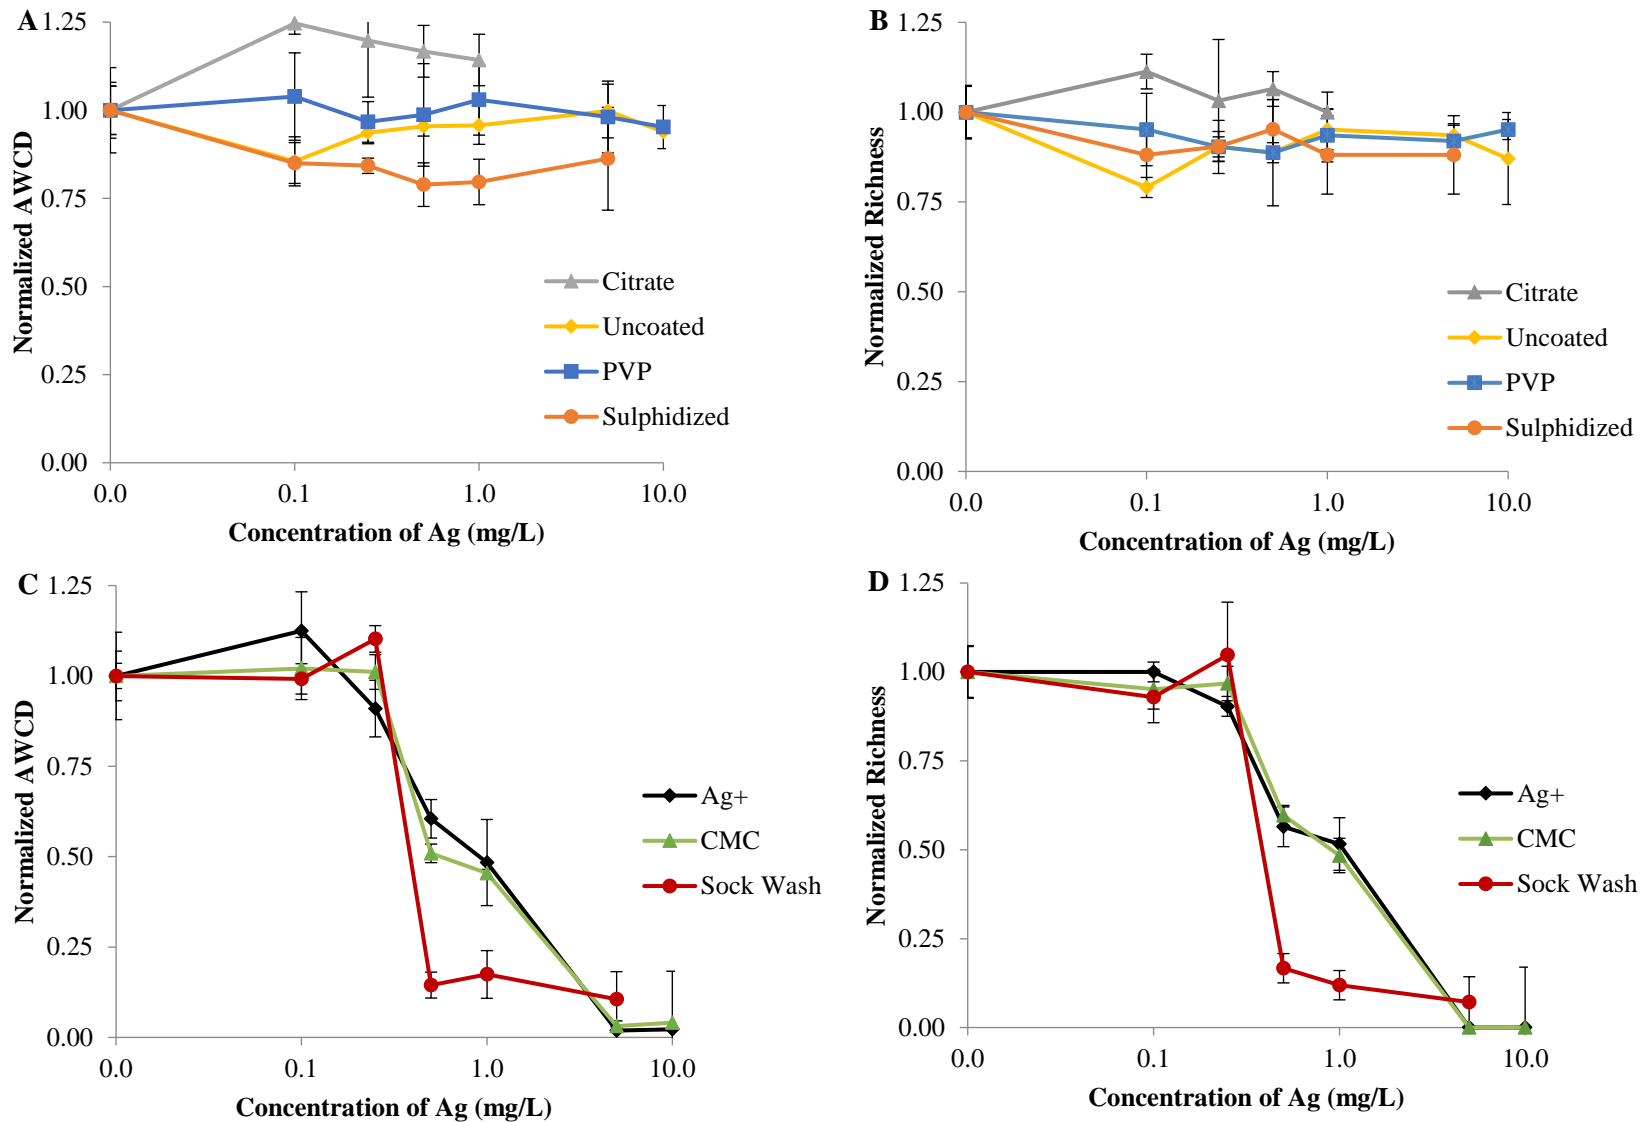 A
1.25
1.00
0.75
0.50
0.25
0.00
Normalized AWCD
0.0
0.1
1.0
10.0
Concentration of Ag (mg/L)
Citrate
Uncoated
PVP
Sulphidized
B
1.25
1.00
0.75
0.50
0.25
0.00
Normalized Richness
0.0
0.1
1.0
10.0
Concentration of Ag (mg/L)
Citrate
Uncoated
PVP
Sulphidized
C
1.25
1.00
0.75
0.50
0.25
0.00
Normalized AWCD
0.0
0.1
1.0
10.0
Concentration of Ag (mg/L)
Ag+
CMC
Sock Wash
D
1.25
1.00
0.75
0.50
0.25
0.00
Normalized Richness
0.0
0.1
1.0
10.0
Concentration of Ag (mg/L)
Ag+
CMC
Sock Wash